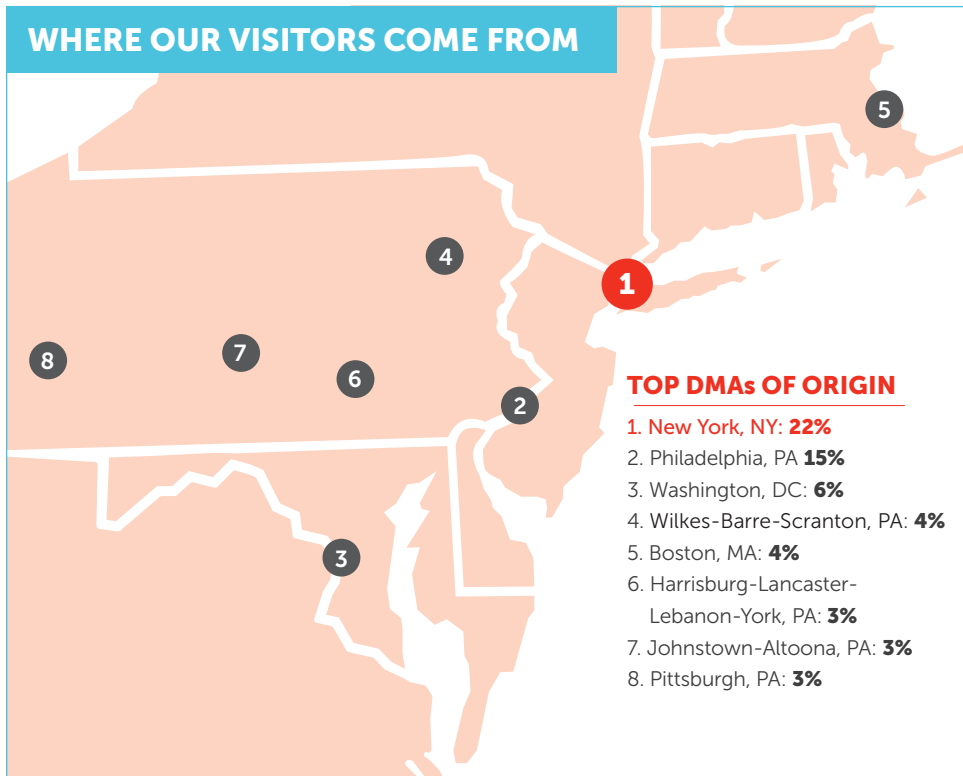 WHERE OUR VISITORS COME FROM
5
4
1
8
7
6
2
3
TOP DMAs OF ORIGIN
1. New York, NY: 22%
2. Philadelphia, PA 15%
3. Washington, DC: 6%
4. Wilkes-Barre-Scranton, PA: 4%
5. Boston, MA: 4%
6. Harrisburg-Lancaster-
Lebanon-York, PA: 3%
7. Johnstown-Altoona, PA: 3%
8. Pittsburgh, PA: 3%